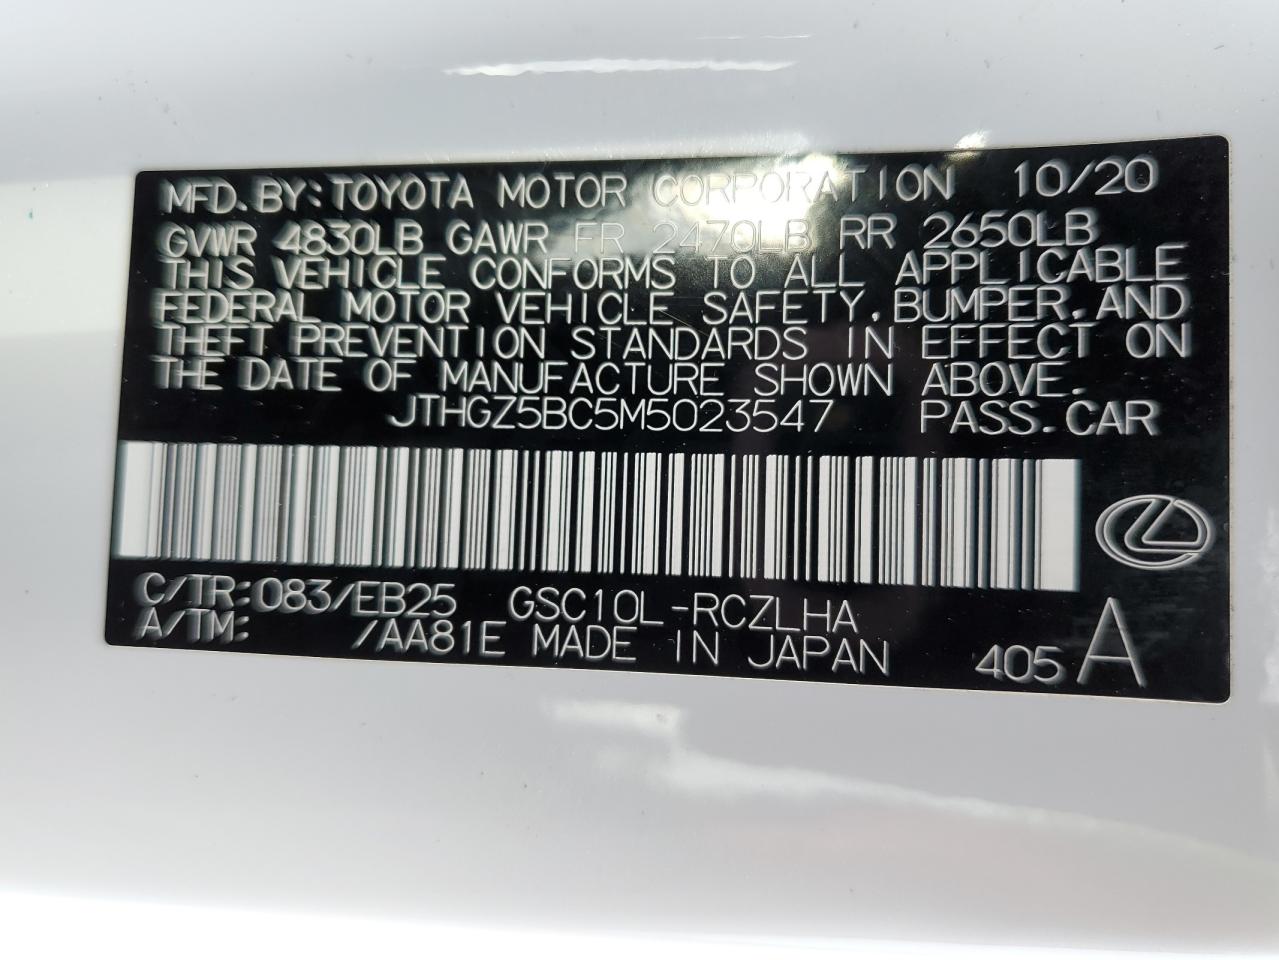 MFD. BY: TOYOTA MOTOR CORPORATION 10/20
GVWR 4830LB GAWR FR 2470LB RR 2650LB
THIS VEHICLE CONFORMS TO ALL APPLICABLE
FEDERAL MOTOR VEHICLE SAFETY, BUMPER, AND
THEFT PREVENTION STANDARDS IN EFFECT ON
THE DATE OF MANUFACTURE SHOWN ABOVE.
JTHGZ5BC5M5023547 PASS. CAR
C/TR: 083/EB25 GSC10L-RCZLHA
A/TM: /AA81E MADE IN JAPAN 405 A